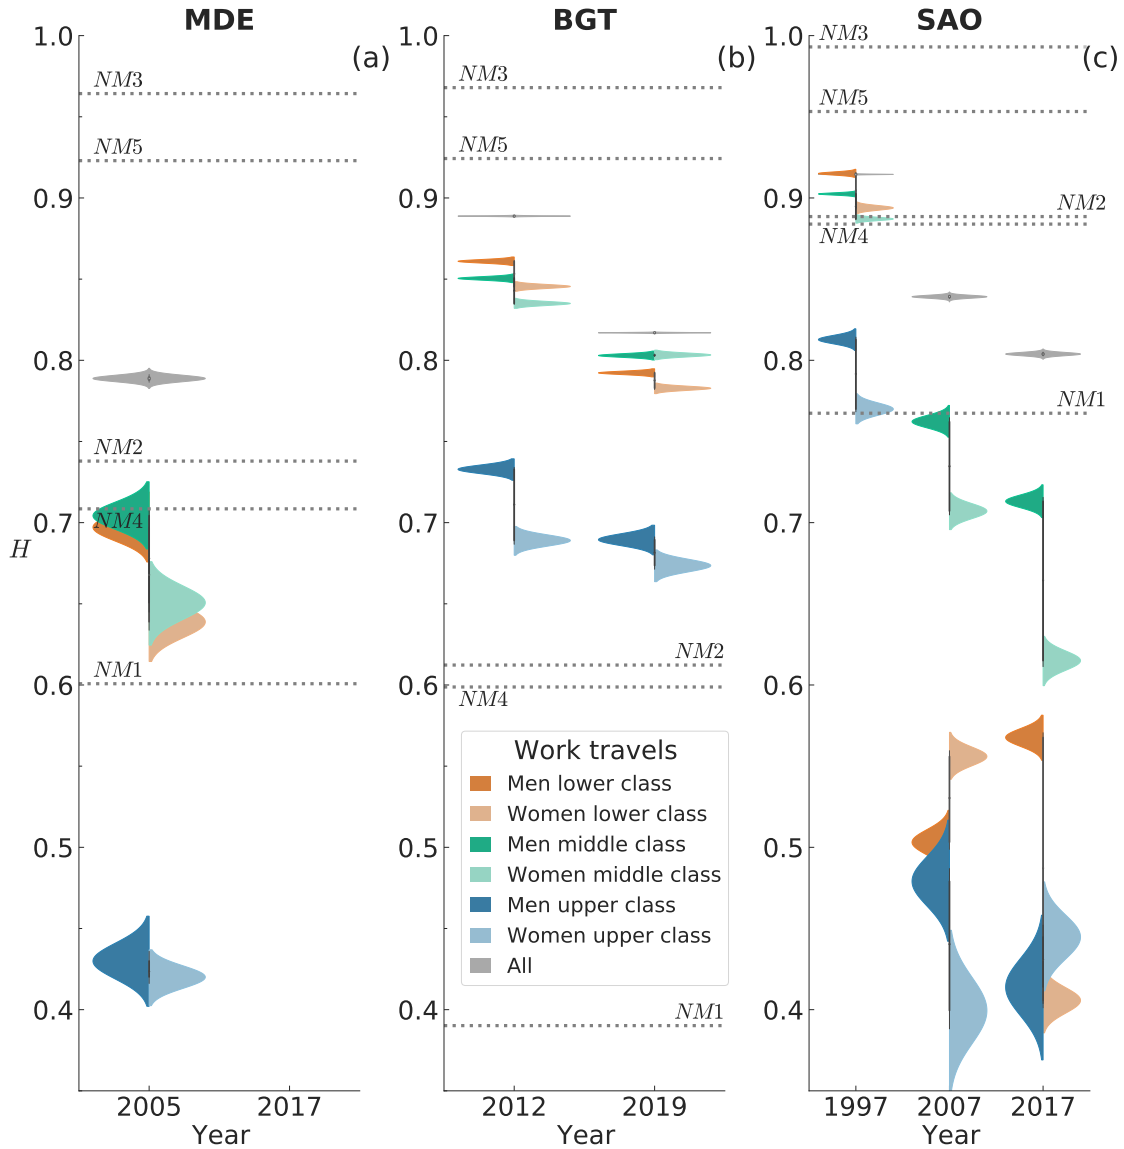 MDE
BGT
SAO
(a)
(b)
(c)
H
1.0
0.9
0.8
0.7
0.6
0.5
0.4
NM3
NM5
NM2
NM4
NM1
2005
2017
Year
1.0
0.9
0.8
0.7
0.6
0.5
0.4
NM3
NM5
NM2
NM4
NM1
Work travels
Men lower class
Women lower class
Men middle class
Women middle class
Men upper class
Women upper class
All
2012
2019
Year
1.0
0.9
0.8
0.7
0.6
0.5
0.4
NM3
NM5
NM2
NM4
NM1
1997
2007
2017
Year